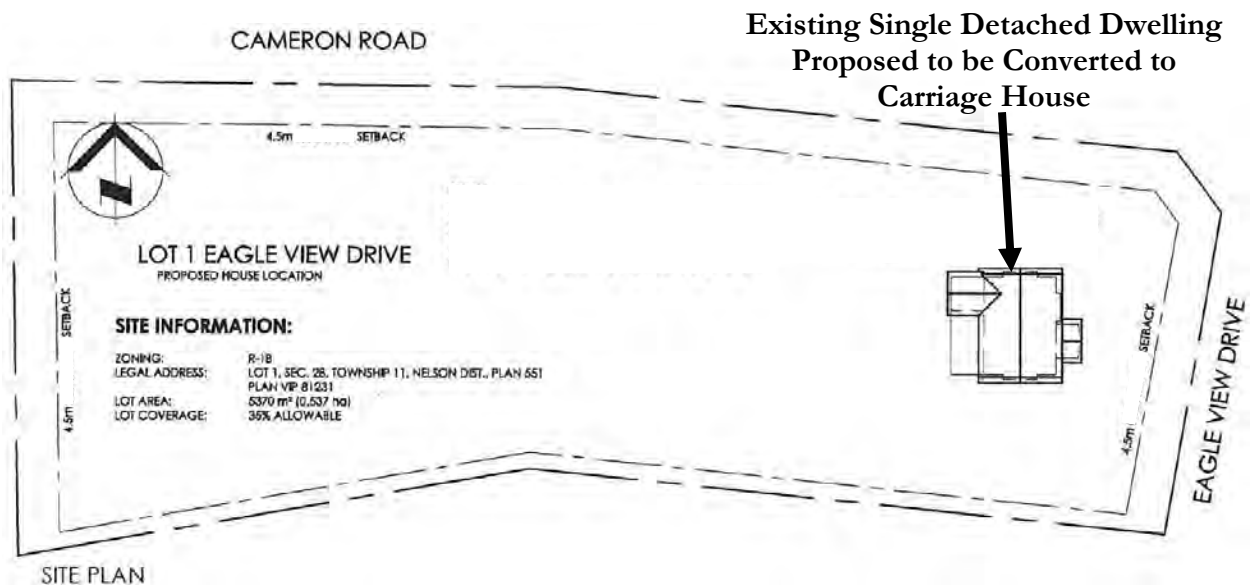 CAMERON ROAD
Existing Single Detached Dwelling
Proposed to be Converted to
Carriage House
4.5m SETBACK
LOT 1 EAGLE VIEW DRIVE
PROPOSED HOUSE LOCATION
SETBACK
4.5m
SITE INFORMATION:
ZONING: R-1B
LEGAL ADDRESS: LOT 1, SEC. 28, TOWNSHIP 11, NELSON DIST., PLAN 551
PLAN VIP 81231
LOT AREA: 5370 m² (0.537 ha)
LOT COVERAGE: 35% ALLOWABLE
SETBACK
4.5m
EAGLE VIEW DRIVE
SITE PLAN